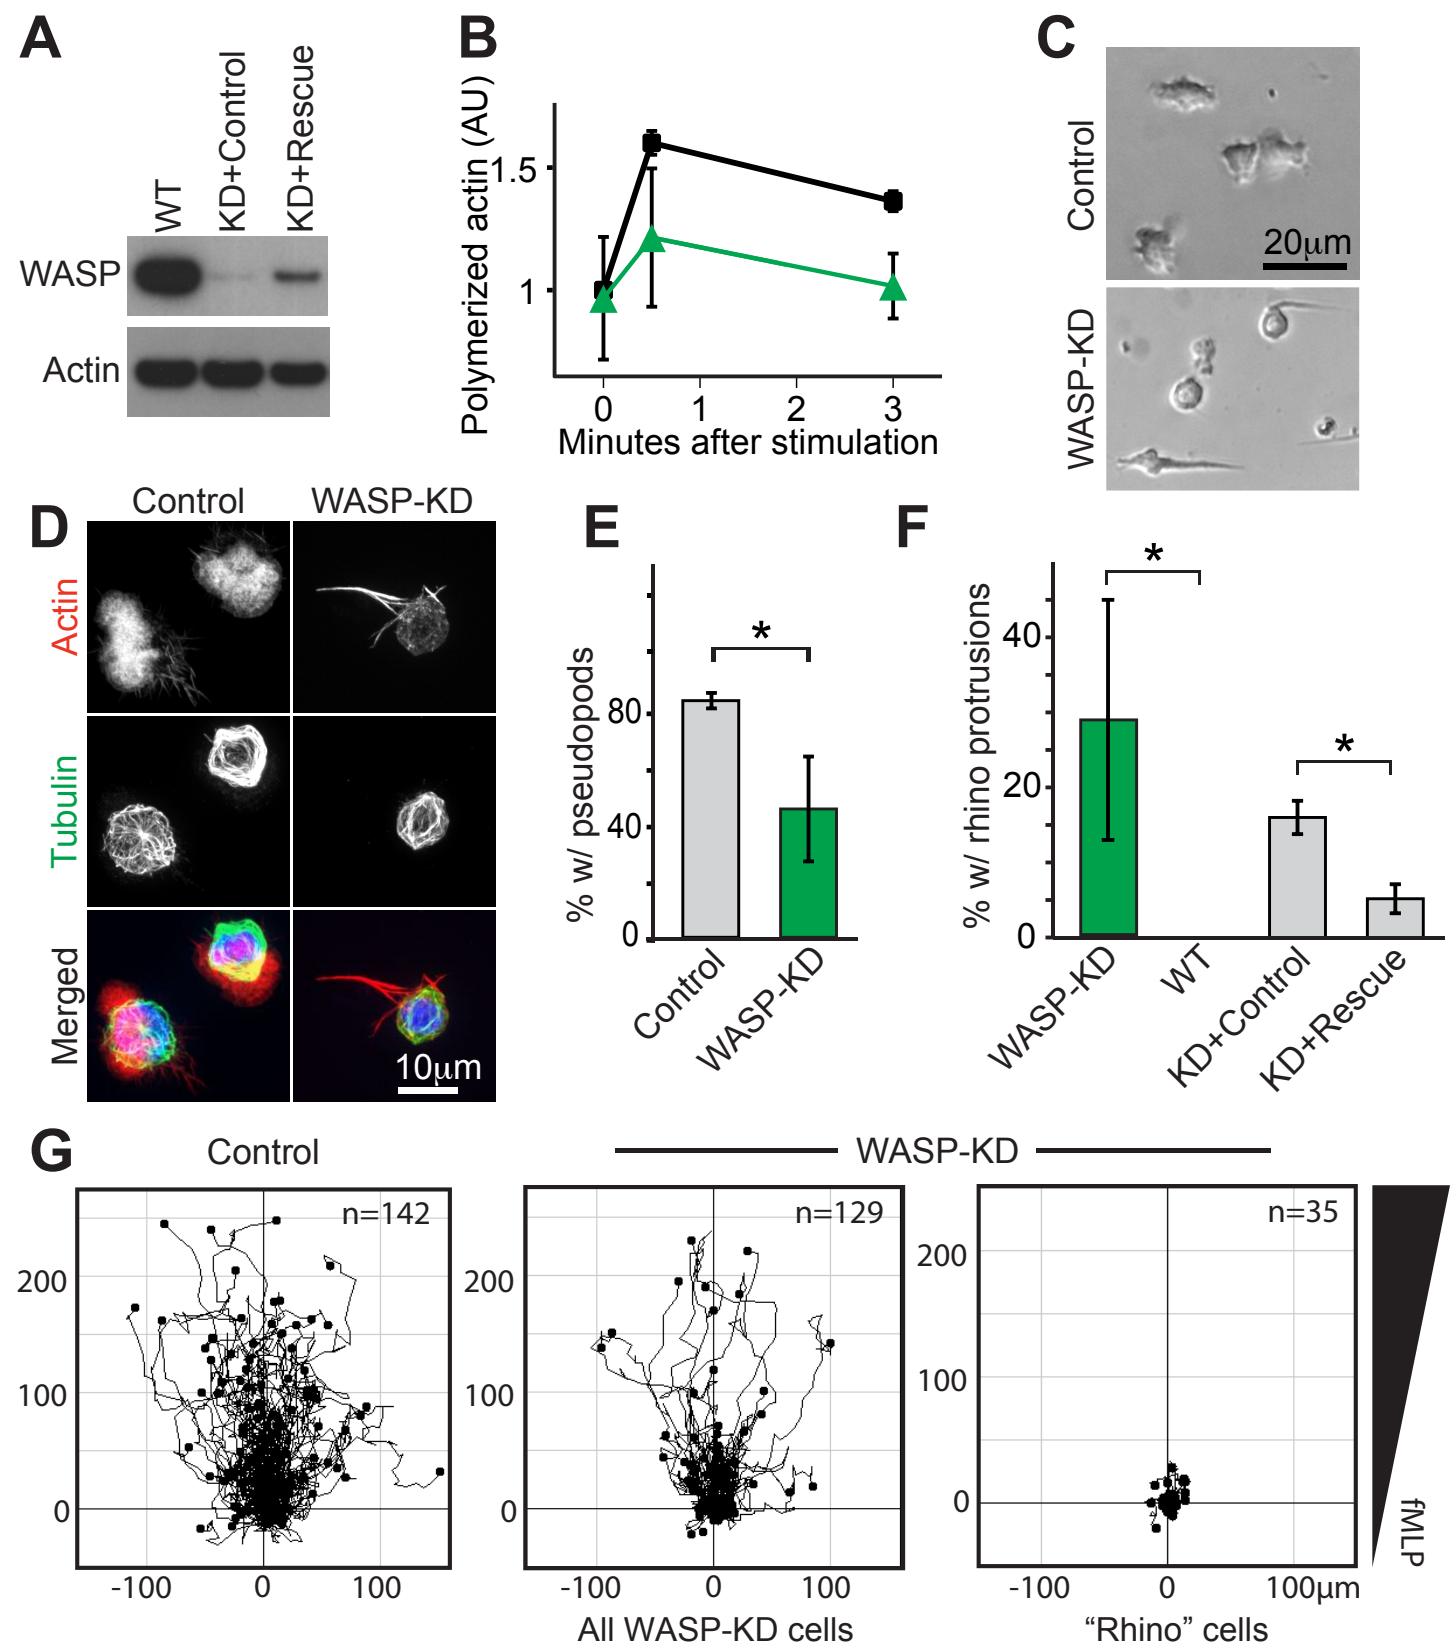 A
WT
KD+Control
KD+Rescue
WASP
Actin
B
Polymerized actin (AU)
1.5
1
0 1 2 3
Minutes after stimulation
C
Control
20μm
WASP-KD
D
Control WASP-KD
Actin
Tubulin
Merged
10μm
E
% w/ pseudopods
80
40
0
*
Control
WASP-KD
F
% w/ rhino protrusions
40
20
0
*
*
WASP-KD
WT
KD+Control
KD+Rescue
G
Control
n=142
200
100
0
-100 0 100
WASP-KD
n=129
200
100
0
-100 0 100
All WASP-KD cells
n=35
200
100
0
-100 0 100μm
“Rhino” cells
fMLP